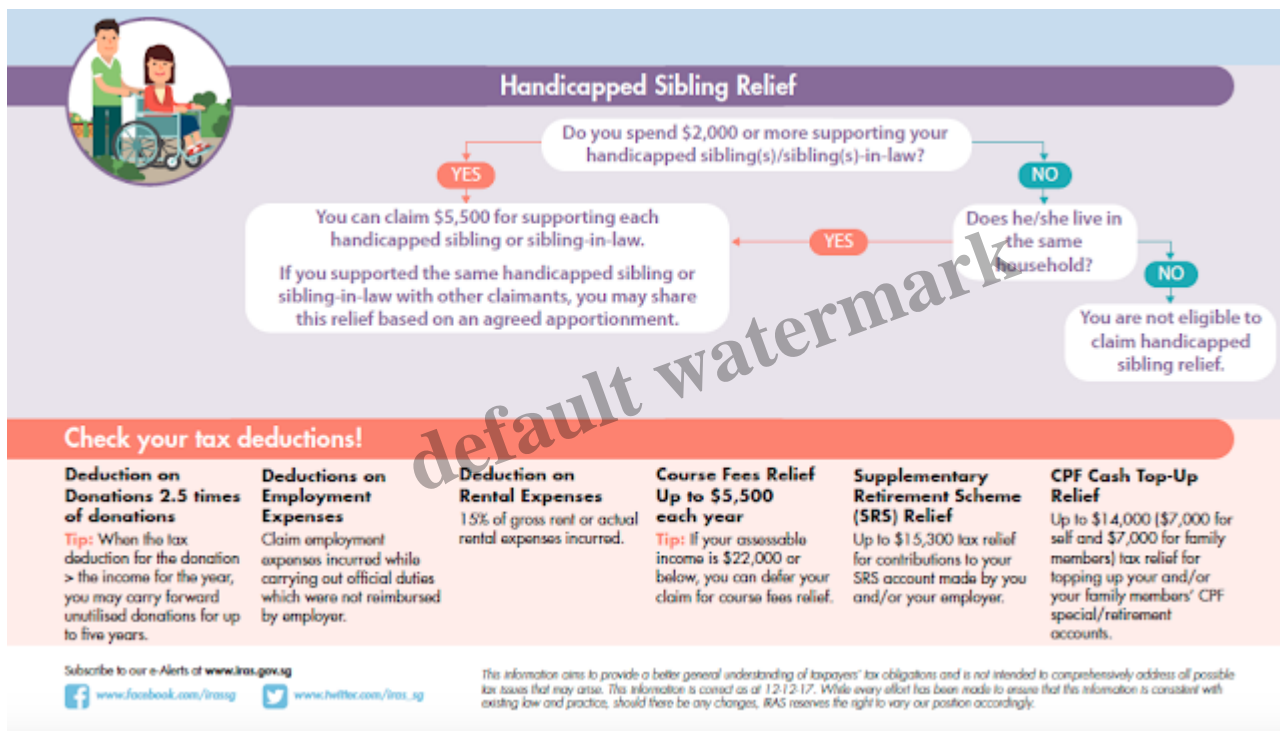 Handicapped Sibling Relief
Do you spend $2,000 or more supporting your
handicapped sibling(s)/sibling(s)-in-law?
YES
NO
You can claim $5,500 for supporting each
handicapped sibling or sibling-in-law.
If you supported the same handicapped sibling or
sibling-in-law with other claimants, you may share
this relief based on an agreed apportionment.
YES
Does he/she live in
the same
household?
NO
You are not eligible to
claim handicapped
sibling relief.
default watermark
Check your tax deductions!
Deduction on
Donations 2.5 times
of donations
Tip: When the tax
deduction for the donation
> the income for the year,
you may carry forward
unutilised donations for up
to five years.
Deductions on
Employment
Expenses
Claim employment
expenses incurred while
carrying out official duties
which were not reimbursed
by employer.
Deduction on
Rental Expenses
15% of gross rent or actual
rental expenses incurred.
Course Fees Relief
Up to $5,500
each year
Tip: If your assessable
income is $22,000 or
below, you can defer your
claim for course fees relief.
Supplementary
Retirement Scheme
(SRS) Relief
Up to $15,300 tax relief
for contributions to your
SRS account made by you
and/or your employer.
CPF Cash Top-Up
Relief
Up to $14,000 ($7,000 for
self and $7,000 for family
members) tax relief for
topping up your and/or
your family members' CPF
special/retirement
accounts.
Subscribe to our e-Alerts at www.iras.gov.sg
www.facebook.com/irassg
www.twitter.com/iras_sg
This information aims to provide a better general understanding of taxpayers' tax obligations and is not intended to comprehensively address all possible
tax issues that may arise. This information is correct as at 12-12-17. While every effort has been made to ensure that this information is consistent with
existing law and practice, should there be any changes, IRAS reserves the right to vary our position accordingly.